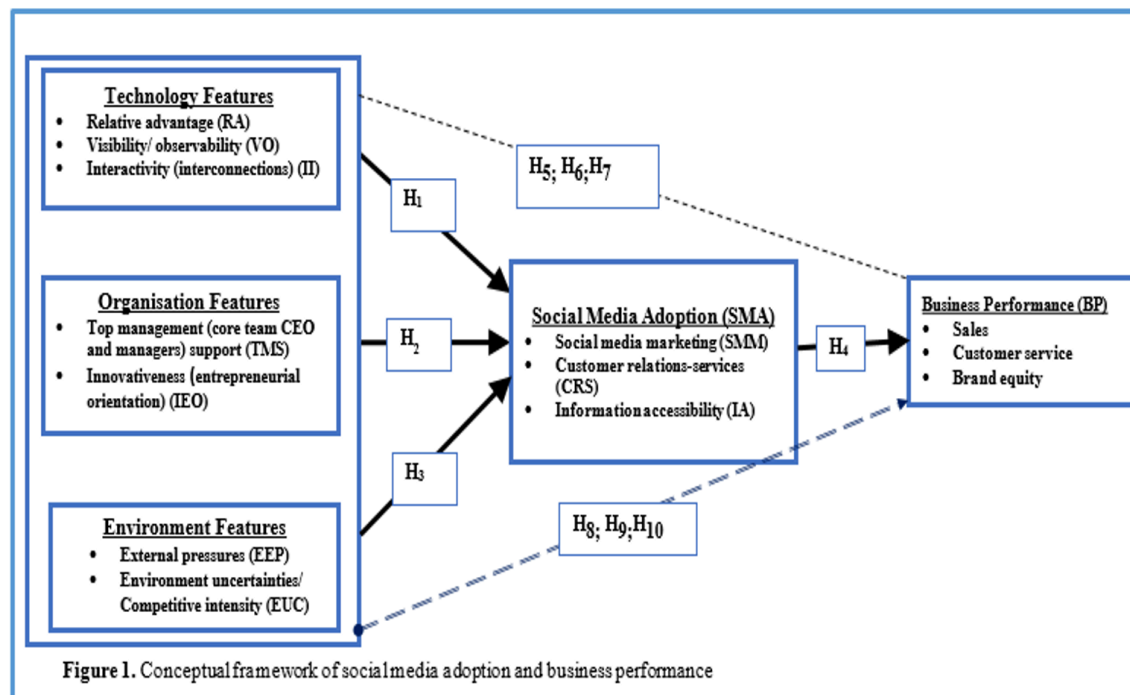 Technology Features
• Relative advantage (RA)
• Visibility/ observability (VO)
• Interactivity (interconnections) (II)
H5; H6;H7
H1
Organisation Features
• Top management (core team CEO
and managers) support (TMS)
• Innovativeness (entrepreneurial
orientation) (IEO)
H2
Social Media Adoption (SMA)
• Social media marketing (SMM)
• Customer relations-services
(CRS)
• Information accessibility (IA)
H4
Business Performance (BP)
• Sales
• Customer service
• Brand equity
H3
Environment Features
• External pressures (EEP)
• Environment uncertainties/
Competitive intensity (EUC)
H8; H9;H10
Figure 1. Conceptual framework of social media adoption and business performance